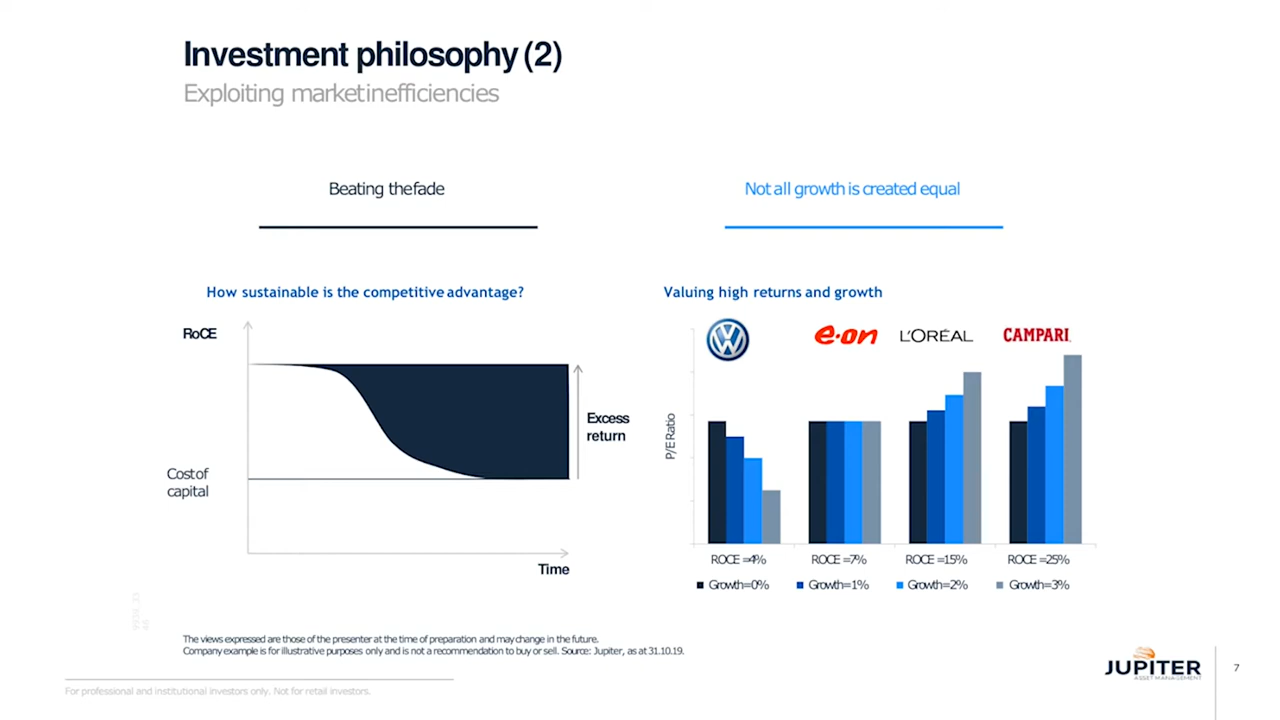 Investment philosophy (2)
Exploiting market inefficiencies
Beating the fade
Not all growth is created equal
How sustainable is the competitive advantage?
RoCE
Excess
return
Cost of
capital
Time
Valuing high returns and growth
e·on
L'ORÉAL
CAMPARI
P/E Ratio
ROCE =4%
ROCE =7%
ROCE =15%
ROCE =25%
Growth=0%
Growth=1%
Growth=2%
Growth=3%
The views expressed are those of the presenter at the time of preparation and may change in the future.
Company example is for illustrative purposes only and is not a recommendation to buy or sell. Source: Jupiter, as at 31.10.19.
For professional and institutional investors only. Not for retail investors.
JUPITER
ASSET MANAGEMENT
7